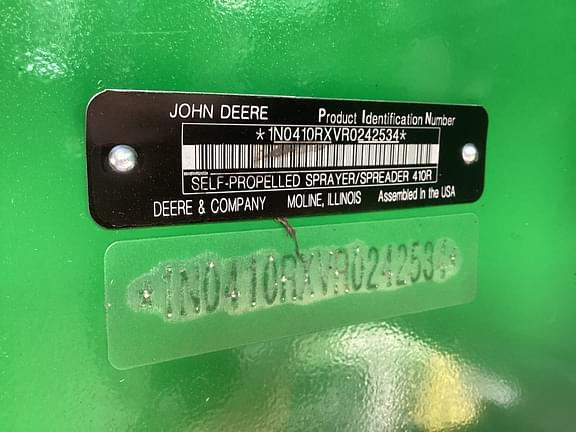 JOHN DEERE Product Identification Number
*1N0410RXVR0242534*
SELF-PROPELLED SPRAYER/SPREADER 410R
DEERE & COMPANY MOLINE, ILLINOIS Assembled in the USA
*1N0410RXVR0242534*